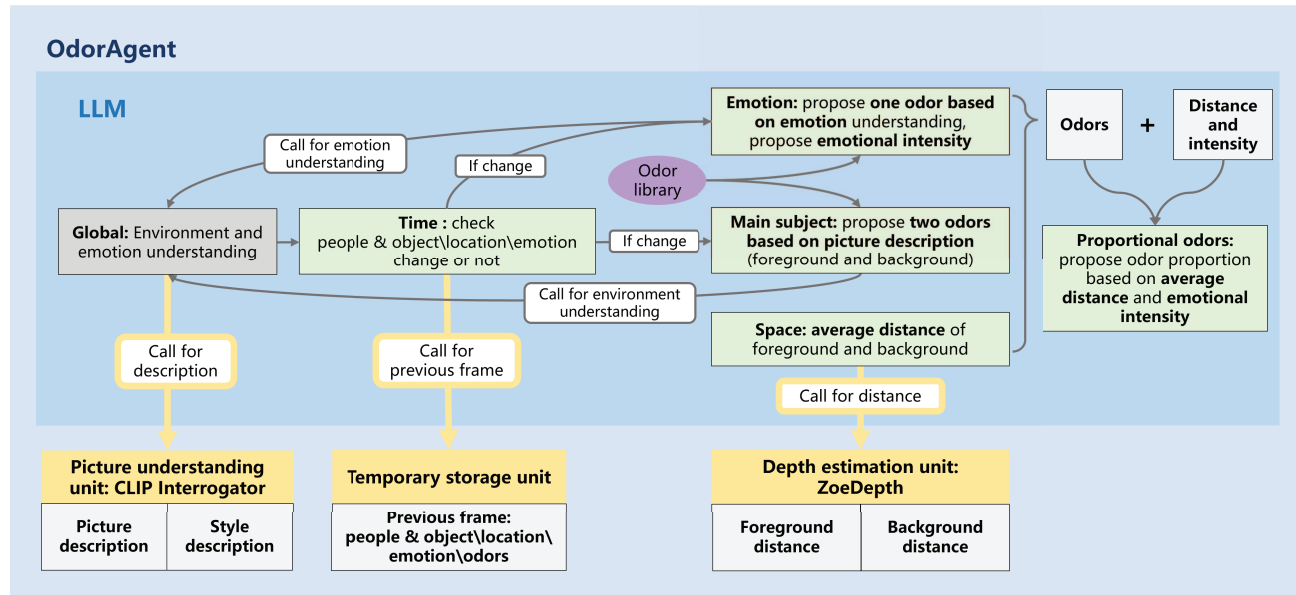 OdorAgent
LLM
Call for emotion
understanding
If change
Emotion: propose one odor based
on emotion understanding,
propose emotional intensity
Odors
+
Distance
and
intensity
Odor
library
Global: Environment and
emotion understanding
Time : check
people & object\location\emotion
change or not
If change
Main subject: propose two odors
based on picture description
(foreground and background)
Proportional odors:
propose odor proportion
based on average
distance and emotional
intensity
Call for environment
understanding
Space: average distance of
foreground and background
Call for
description
Call for
previous frame
Call for distance
Picture understanding
unit: CLIP Interrogator
Picture
description
Style
description
Temporary storage unit
Previous frame:
people & object\location\
emotion\odors
Depth estimation unit:
ZoeDepth
Foreground
distance
Background
distance